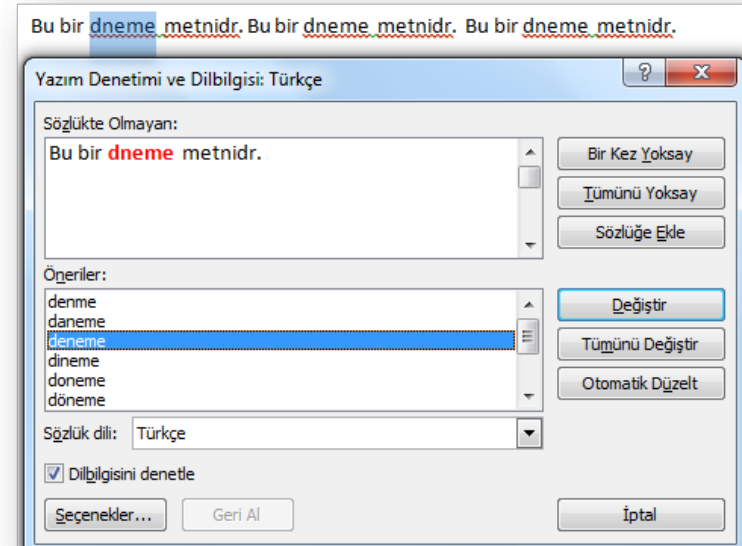 Bu bir dneme metnidr. Bu bir dneme metnidr. Bu bir dneme metnidr.
Yazım Denetimi ve Dilbilgisi: Türkçe
Sözlükte Olmayan:
Bu bir dneme metnidr.
Bir Kez Yoksay
Tümünü Yoksay
Sözlüğe Ekle
Öneriler:
denme
daneme
deneme
dineme
doneme
döneme
Değiştir
Tümünü Değiştir
Otomatik Düzelt
Sözlük dili: Türkçe
Dilbilgisini denetle
Seçenekler... Geri Al İptal